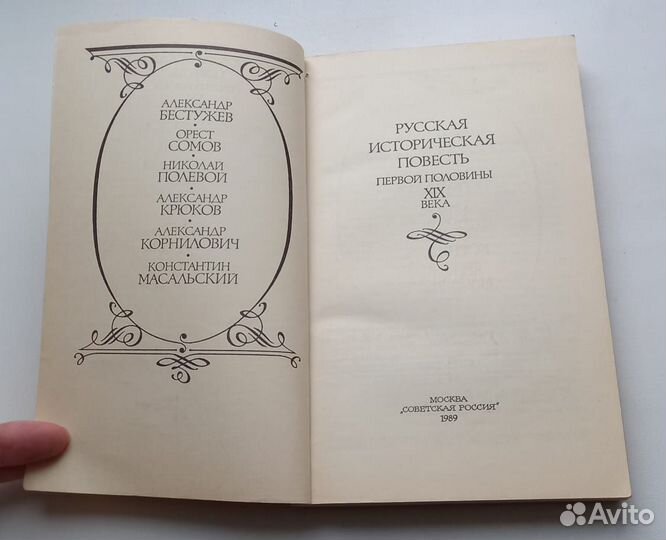 АЛЕКСАНДР
БЕСТУЖЕВ
•
ОРЕСТ
СОМОВ
•
НИКОЛАЙ
ПОЛЕВОЙ
•
АЛЕКСАНДР
КРЮКОВ
•
АЛЕКСАНДР
КОРНИЛОВИЧ
•
КОНСТАНТИН
МАСАЛЬСКИЙ
РУССКАЯ
ИСТОРИЧЕСКАЯ
ПОВЕСТЬ
ПЕРВОЙ ПОЛОВИНЫ
XIX
ВЕКА
МОСКВА
„СОВЕТСКАЯ РОССИЯ"
1989
Avito